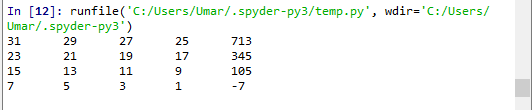 In [12]: runfile('C:/Users/Umar/.spyder-py3/temp.py', wdir='C:/Users/
Umar/.spyder-py3')
31 29 27 25 713
23 21 19 17 345
15 13 11 9 105
7 5 3 1 -7